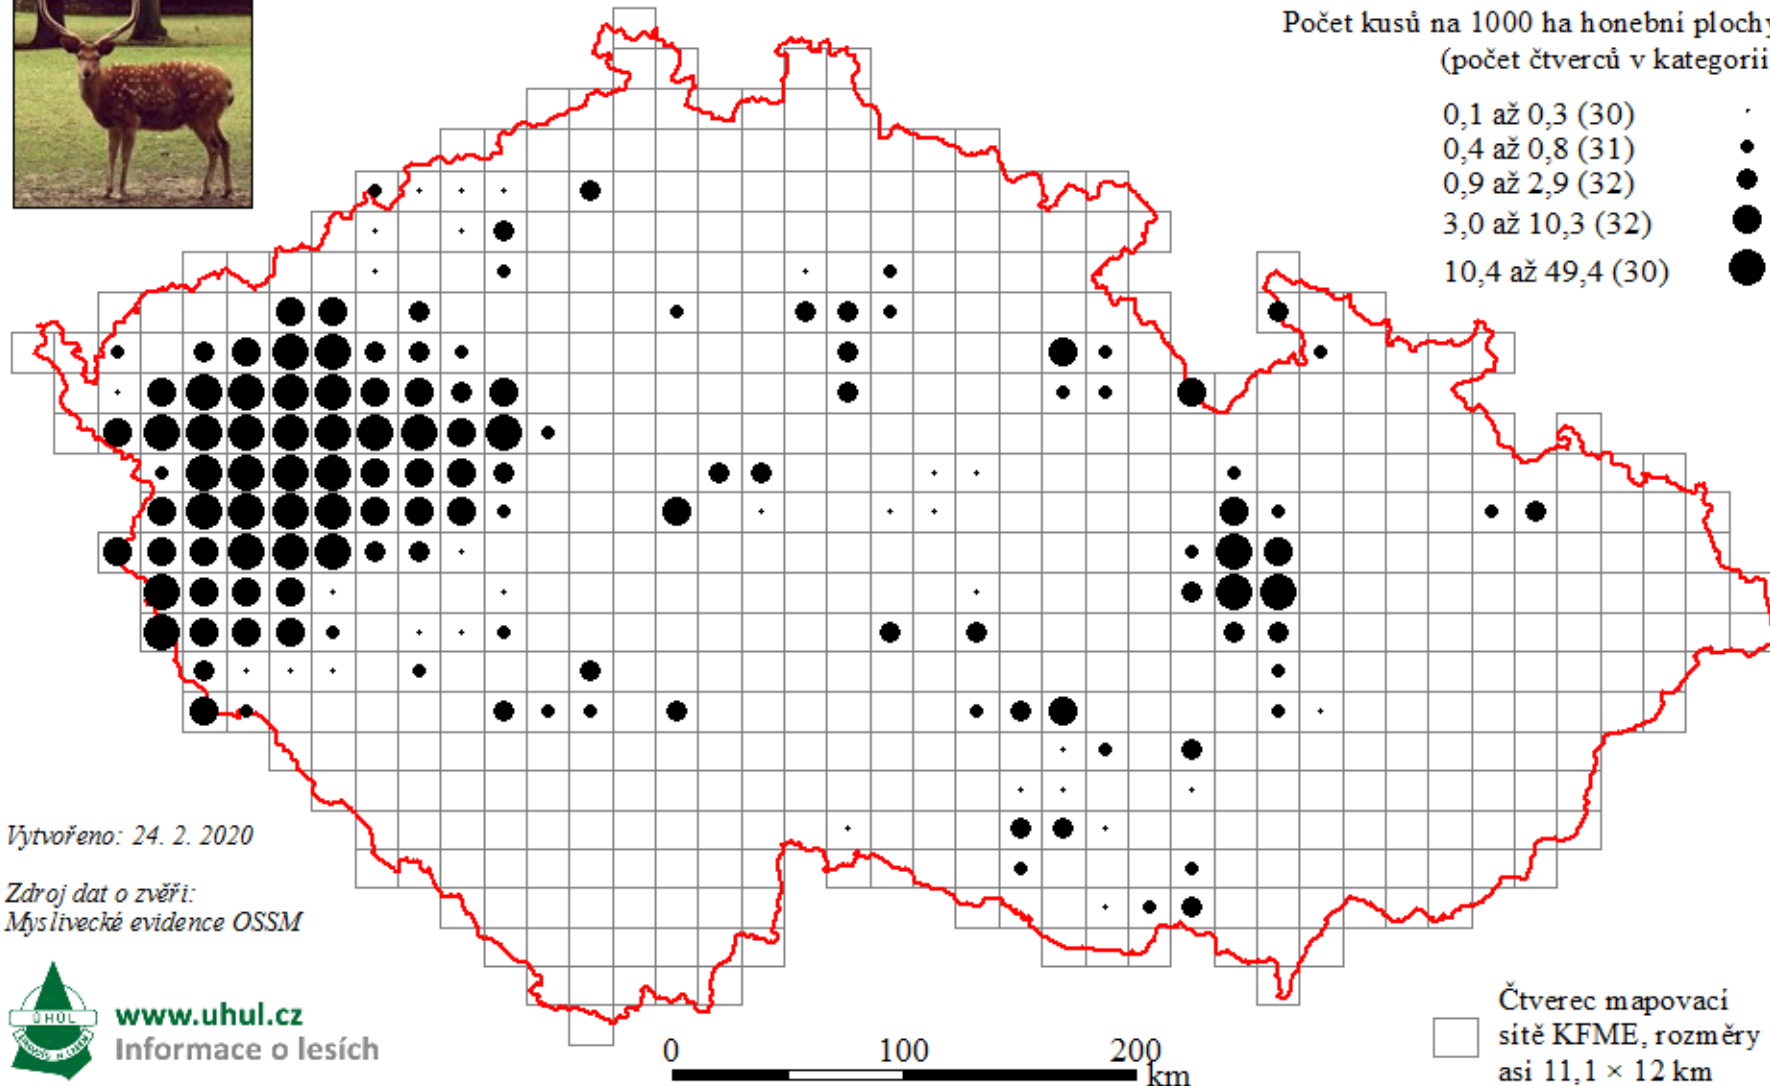 Počet kusů na 1000 ha honební plochy
(počet čtverců v kategorii
0,1 až 0,3 (30)
0,4 až 0,8 (31)
0,9 až 2,9 (32)
3,0 až 10,3 (32)
10,4 až 49,4 (30)
Vytvořeno: 24. 2. 2020
Zdroj dat o zvěři:
Myslivecké evidence OSSM
ÚHÚL
www.uhul.cz
Informace o lesích
0 100 200
km
Čtverec mapovací
sítě KFME, rozměry
asi 11,1 × 12 km